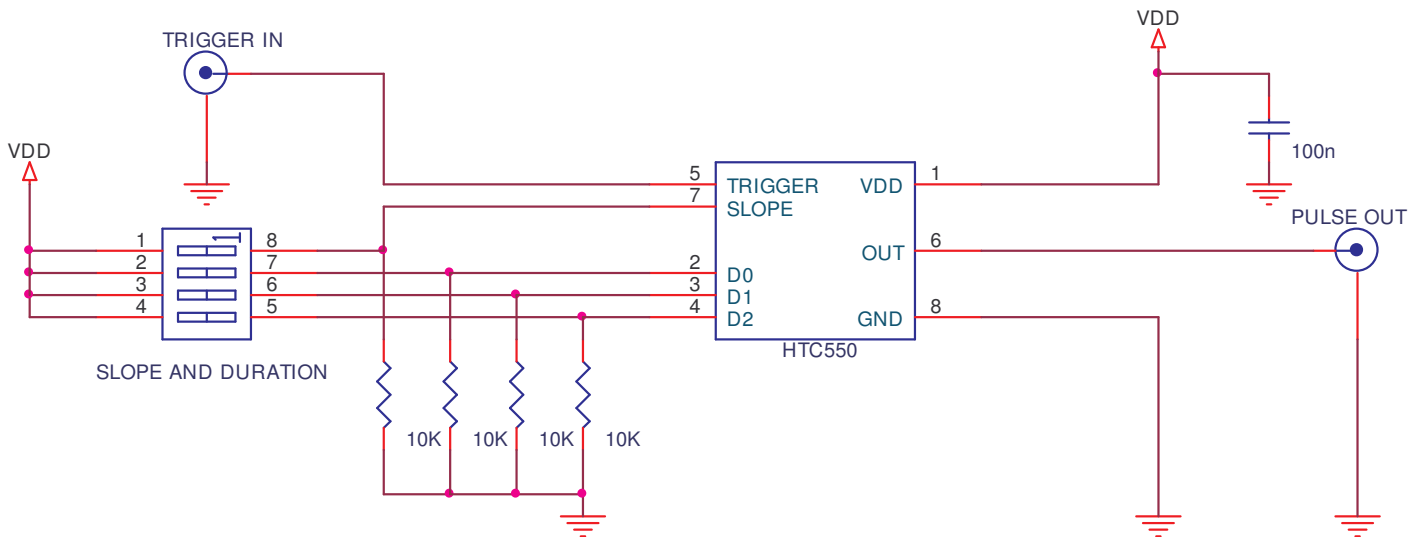 VDD
TRIGGER IN
VDD
100n
5
TRIGGER
VDD
1
7
SLOPE
PULSE OUT
1
1
8
OUT
6
2
7
2
D0
3
6
3
D1
4
5
4
D2
GND
8
HTC550
SLOPE AND DURATION
10K
10K
10K
10K